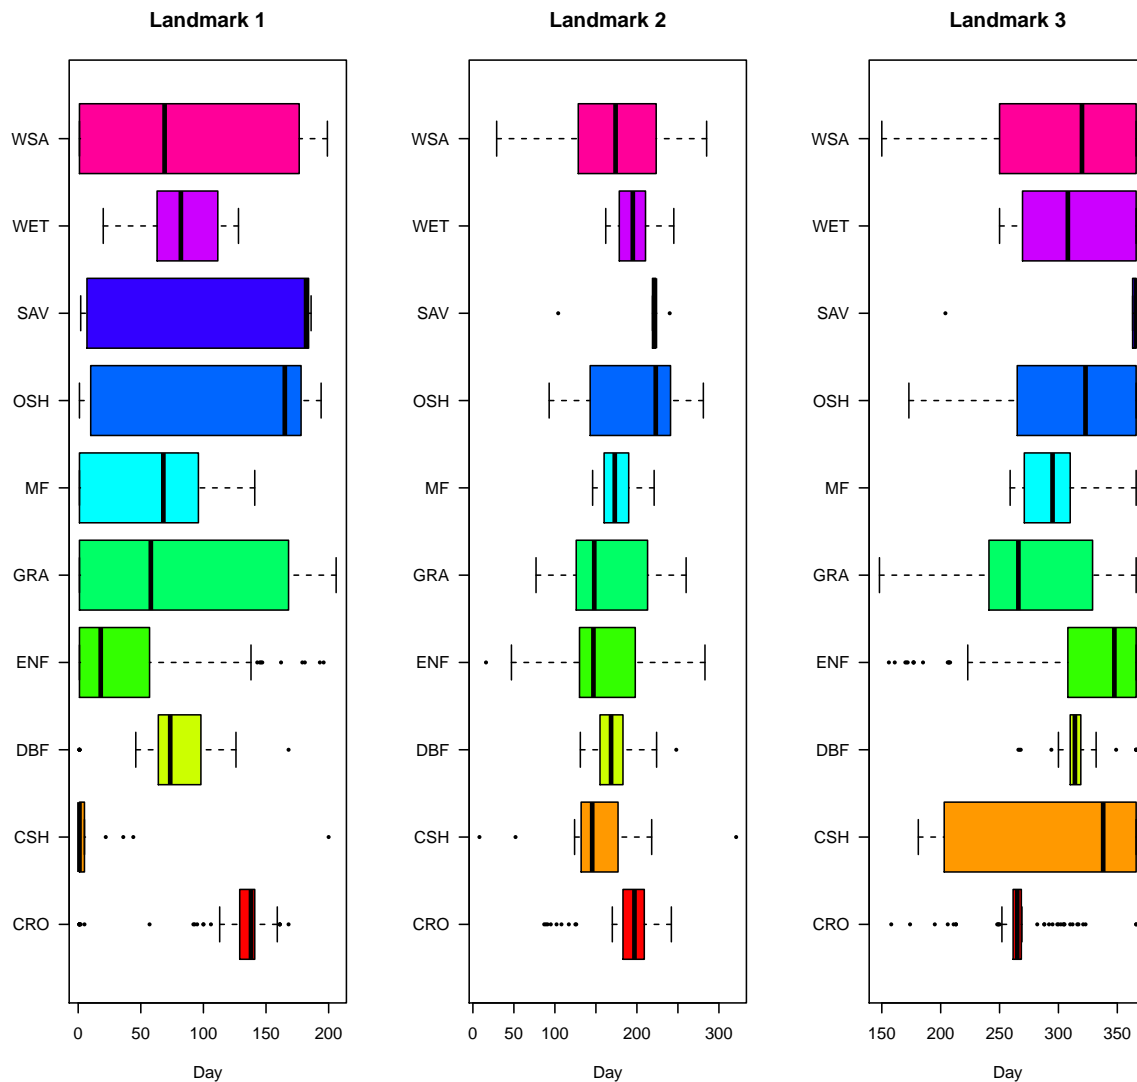 Landmark 1
WSA
WET
SAV
OSH
MF
GRA
ENF
DBF
CSH
CRO
0 50 100 150 200
Day
Landmark 2
WSA
WET
SAV
OSH
MF
GRA
ENF
DBF
CSH
CRO
0 50 100 200 300
Day
Landmark 3
WSA
WET
SAV
OSH
MF
GRA
ENF
DBF
CSH
CRO
150 200 250 300 350
Day